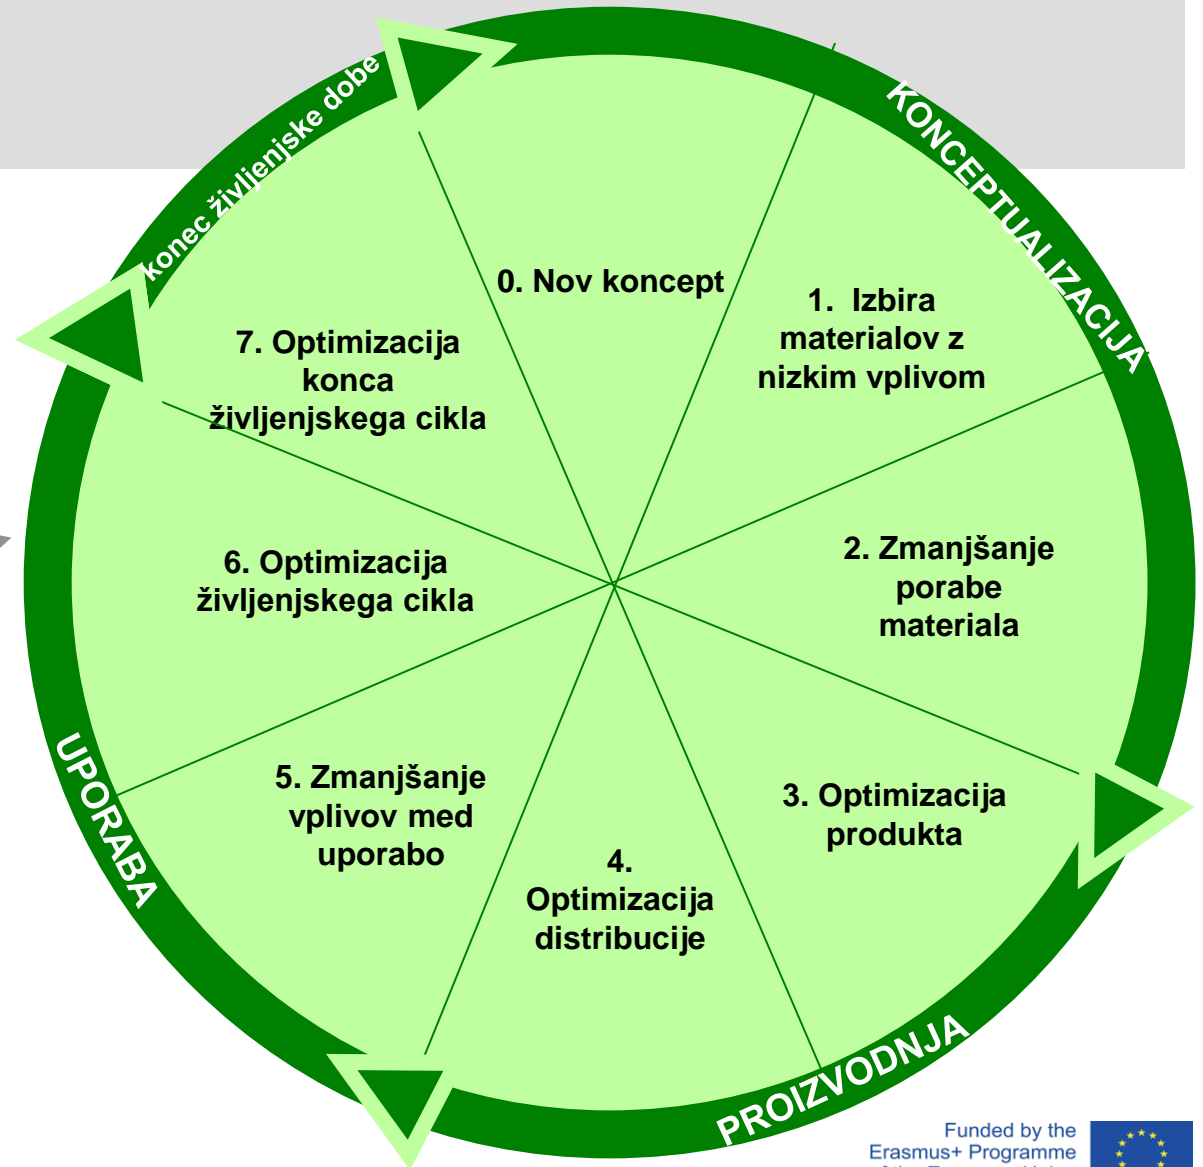 konec življenjske dobe
KONCEPTUALIZACIJA
0. Nov koncept
1. Izbira
materialov z
nizkim vplivom
7. Optimizacija
konca
življenjskega cikla
2. Zmanjšanje
porabe
materiala
6. Optimizacija
življenjskega cikla
3. Optimizacija
produkta
5. Zmanjšanje
vplivov med
uporabo
4.
Optimizacija
distribucije
UPORABA
PROIZVODNJA
Funded by the
Erasmus+ Programme